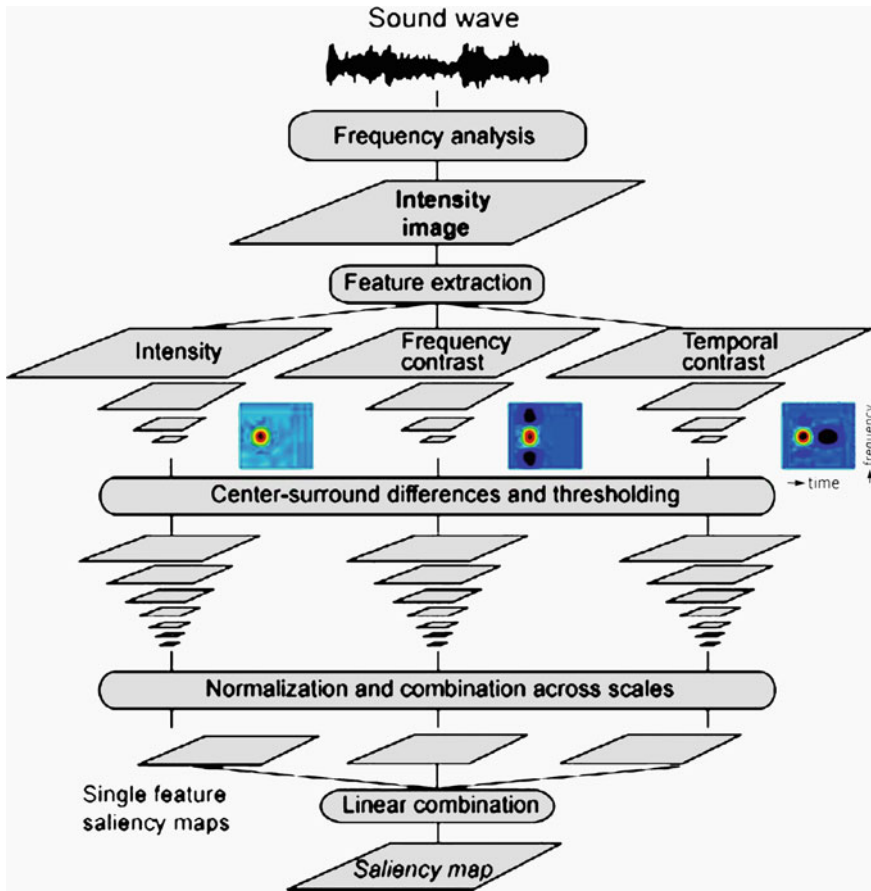 Sound wave
Frequency analysis
Intensity
image
Feature extraction
Intensity
Frequency
contrast
Temporal
contrast
frequency
time
Center-surround differences and thresholding
Normalization and combination across scales
Single feature
saliency maps
Linear combination
Saliency map